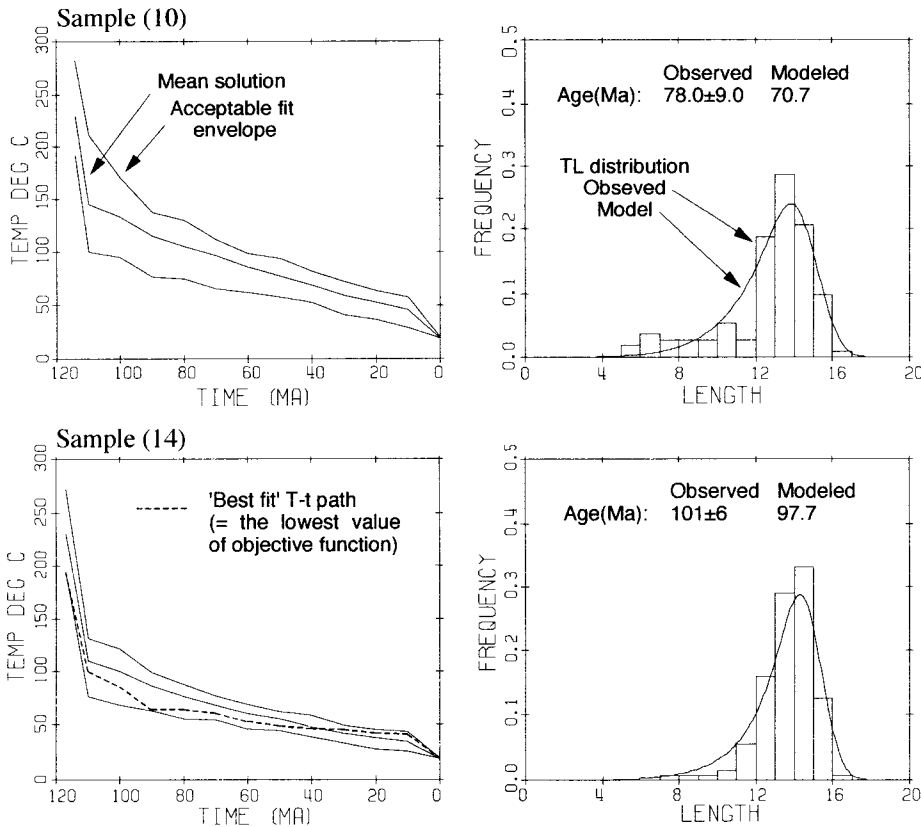 Sample (10)
300
250
200
150
100
50
0
TEMP DEG C
Mean solution
Acceptable fit
envelope
120 100 80 60 40 20 0
TIME (MA)
0.5
0.4
0.3
0.2
0.1
0.0
FREQUENCY
Observed Modeled
Age(Ma): 78.0±9.0 70.7
TL distribution
Obseved
Model
0 4 8 12 16 20
LENGTH
Sample (14)
300
250
200
150
100
50
0
TEMP DEG C
'Best fit' T-t path
(= the lowest value
of objective function)
120 100 80 60 40 20 0
TIME (MA)
0.5
0.4
0.3
0.2
0.1
0.0
FREQUENCY
Observed Modeled
Age(Ma): 101±6 97.7
0 4 8 12 16 20
LENGTH